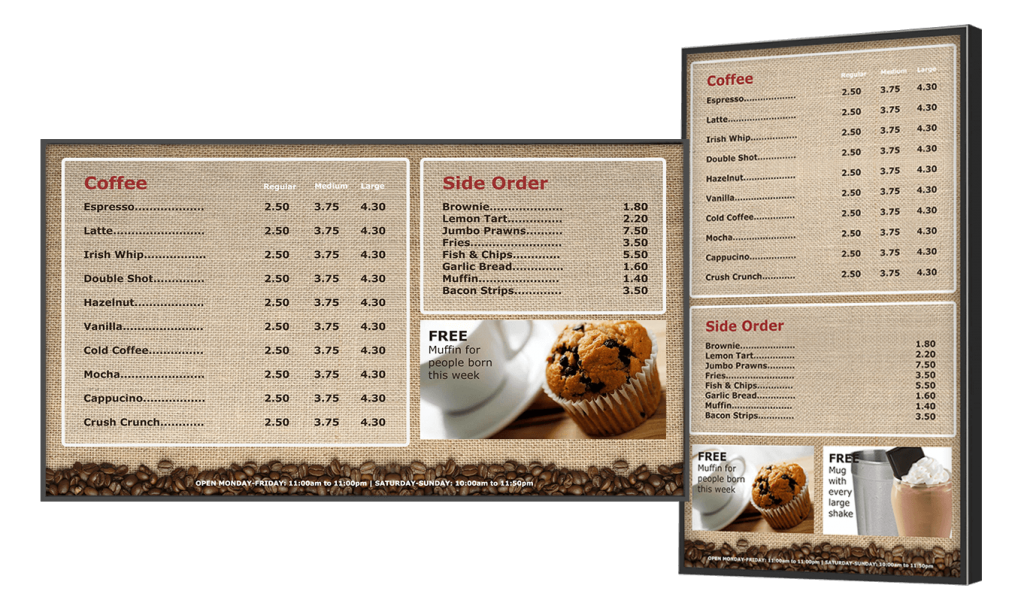 Coffee Regular Medium Large
Espresso................... 2.50 3.75 4.30
Latte......................... 2.50 3.75 4.30
Irish Whip................. 2.50 3.75 4.30
Double Shot.............. 2.50 3.75 4.30
Hazelnut................... 2.50 3.75 4.30
Vanilla...................... 2.50 3.75 4.30
Cold Coffee............... 2.50 3.75 4.30
Mocha....................... 2.50 3.75 4.30
Cappucino................. 2.50 3.75 4.30
Crush Crunch............ 2.50 3.75 4.30
Side Order
Brownie.................... 1.80
Lemon Tart............... 2.20
Jumbo Prawns.......... 7.50
Fries......................... 3.50
Fish & Chips............. 5.50
Garlic Bread.............. 1.60
Muffin...................... 1.40
Bacon Strips............. 3.50
FREE
Muffin for
people born
this week
OPEN MONDAY-FRIDAY: 11:00am to 11:00pm | SATURDAY-SUNDAY: 10:00am to 11:50pm
Coffee Regular Medium Large
Espresso................... 2.50 3.75 4.30
Latte......................... 2.50 3.75 4.30
Irish Whip................. 2.50 3.75 4.30
Double Shot.............. 2.50 3.75 4.30
Hazelnut................... 2.50 3.75 4.30
Vanilla...................... 2.50 3.75 4.30
Cold Coffee............... 2.50 3.75 4.30
Mocha....................... 2.50 3.75 4.30
Cappucino................. 2.50 3.75 4.30
Crush Crunch............ 2.50 3.75 4.30
Side Order
Brownie.................... 1.80
Lemon Tart............... 2.20
Jumbo Prawns.......... 7.50
Fries......................... 3.50
Fish & Chips............. 5.50
Garlic Bread.............. 1.60
Muffin...................... 1.40
Bacon Strips............. 3.50
FREE
Muffin for
people born
this week
FREE
Mug
with
every
large
shake
OPEN MONDAY-FRIDAY: 11:00am to 11:00pm | SATURDAY-SUNDAY: 10:00am to 11:50pm